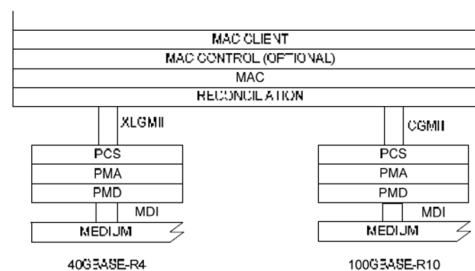 MAC CLIENT
MAC CONTROL (OPTIONAL)
MAC
RECONCILATION
XLGMII
CGMII
PCS
PCS
PMA
PMA
PMD
PMD
MDI
MDI
MEDIUM
MEDIUM
40GBASE-R4
100GBASE-R10